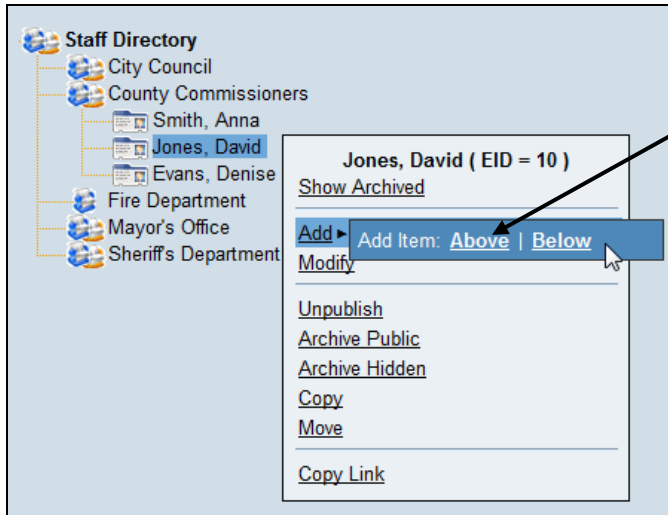 Staff Directory
City Council
County Commissioners
Smith, Anna
Jones, David
Evans, Denise
Fire Department
Mayor's Office
Sheriff's Department
Jones, David ( EID = 10 )
Show Archived
Add
Add Item: Above | Below
Modify
Unpublish
Archive Public
Archive Hidden
Copy
Move
Copy Link